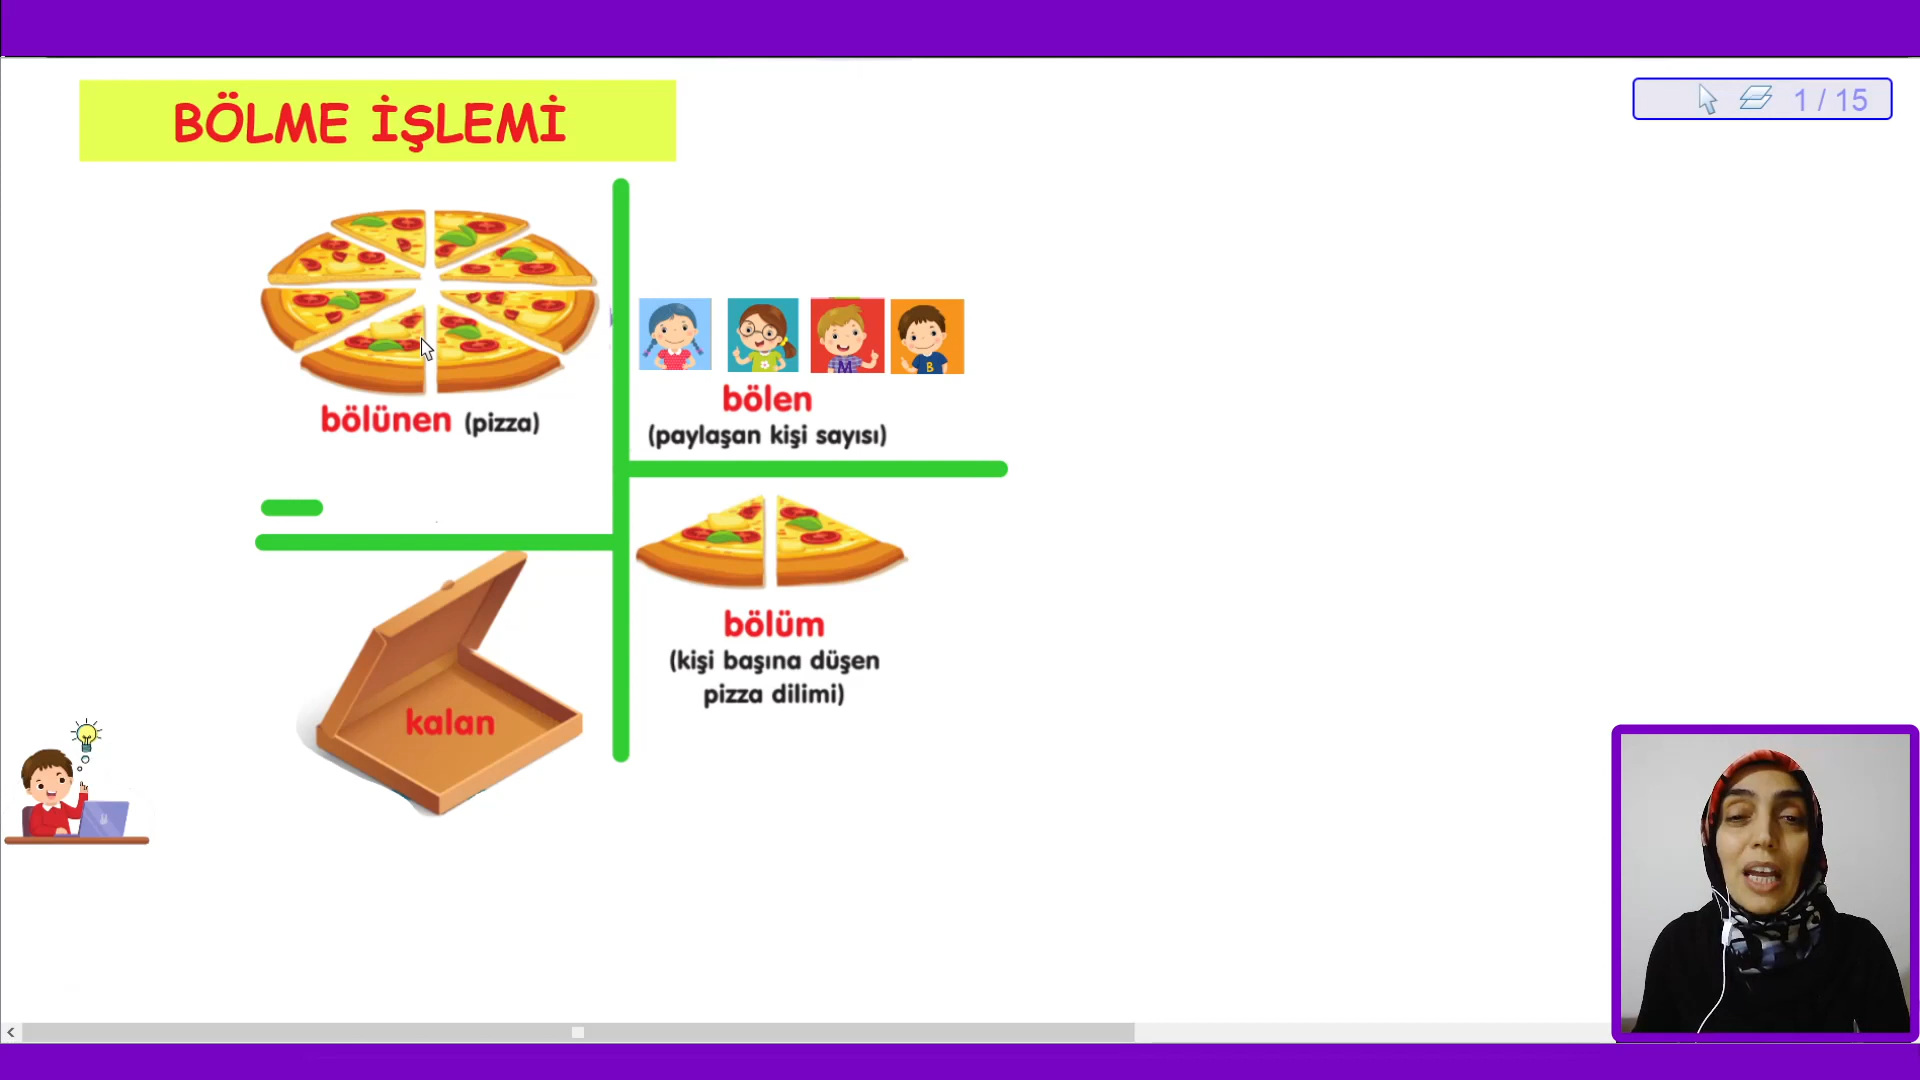 BÖLME İŞLEMİ
1 / 15
M
B
bölünen (pizza)
bölen
(paylaşan kişi sayısı)
bölüm
(kişi başına düşen
pizza dilimi)
kalan